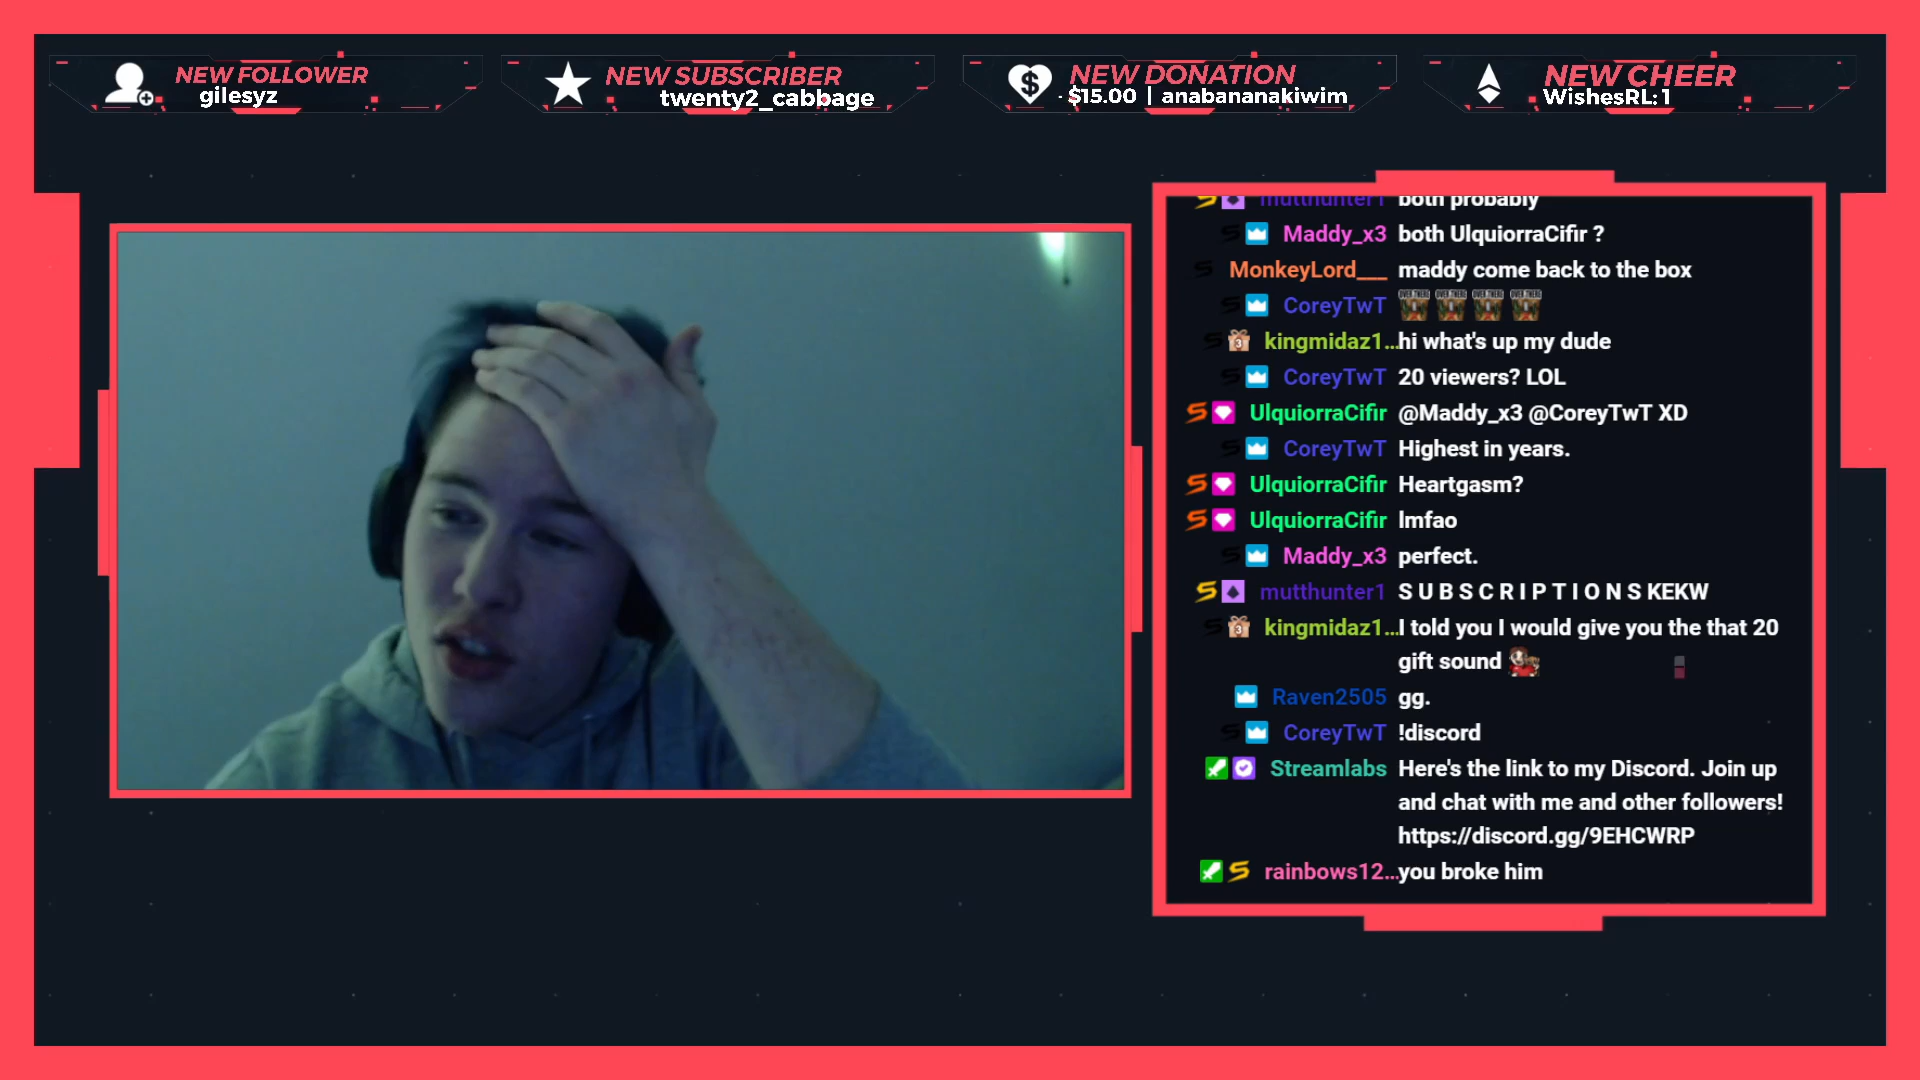 NEW FOLLOWER
gilesyz
NEW SUBSCRIBER
twenty2_cabbage
NEW DONATION
$15.00 | anabananakiwim
NEW CHEER
WishesRL: 1
mutthunter1 both probably
Maddy_x3 both UlquiorraCifir ?
MonkeyLord___ maddy come back to the box
CoreyTwT
kingmidaz1... hi what's up my dude
CoreyTwT 20 viewers? LOL
UlquiorraCifir @Maddy_x3 @CoreyTwT XD
CoreyTwT Highest in years.
UlquiorraCifir Heartgasm?
UlquiorraCifir lmfao
Maddy_x3 perfect.
mutthunter1 S U B S C R I P T I O N S KEKW
kingmidaz1... I told you I would give you the that 20
gift sound
Raven2505 gg.
CoreyTwT !discord
Streamlabs Here's the link to my Discord. Join up
and chat with me and other followers!
https://discord.gg/9EHCWRP
rainbows12... you broke him